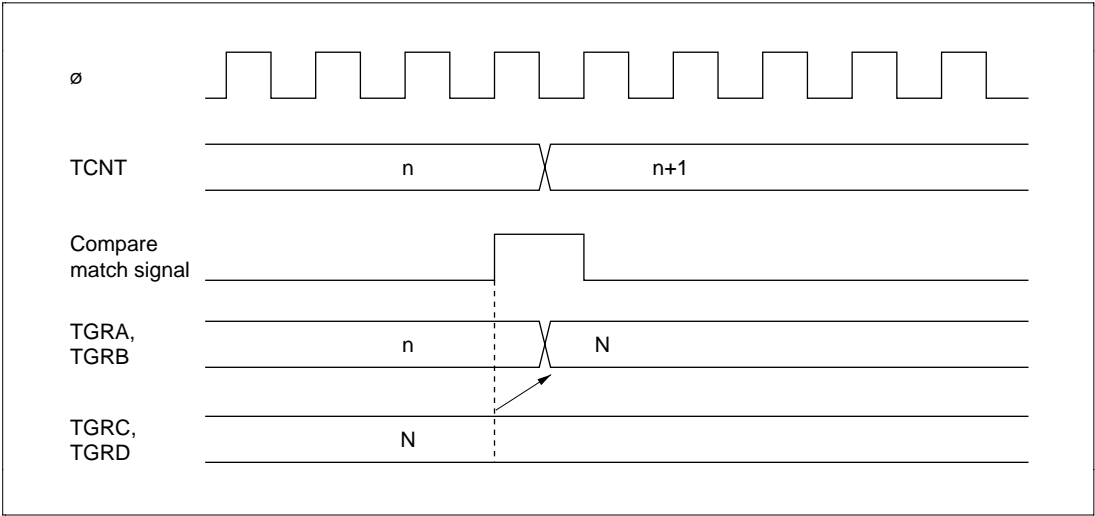 ø
TCNT
n
n+1
Compare
match signal
TGRA,
TGRB
n
N
TGRC,
TGRD
N